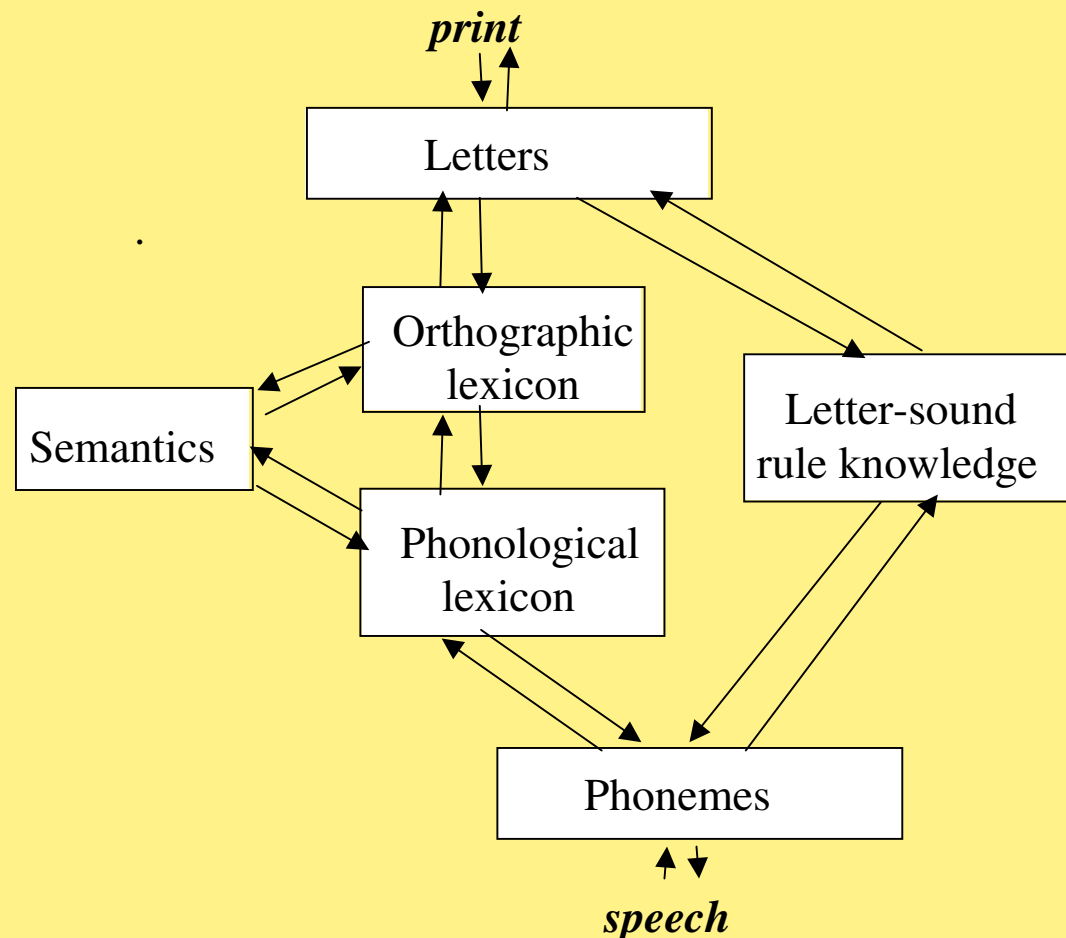 print
Letters
Orthographic
lexicon
Semantics
Letter-sound
rule knowledge
Phonological
lexicon
Phonemes
speech